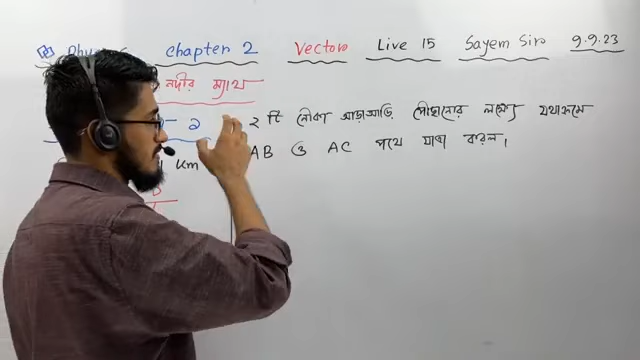 chapter 2 Vector Live 15 Sayem Sir 9.9.23
নদীর ম্যাথ
২ টি নৌকা আড়াআড়ি পৌঁছানোর লক্ষ্যে যথাক্রমে
AB ও AC পথে যাত্রা করল।
1 km